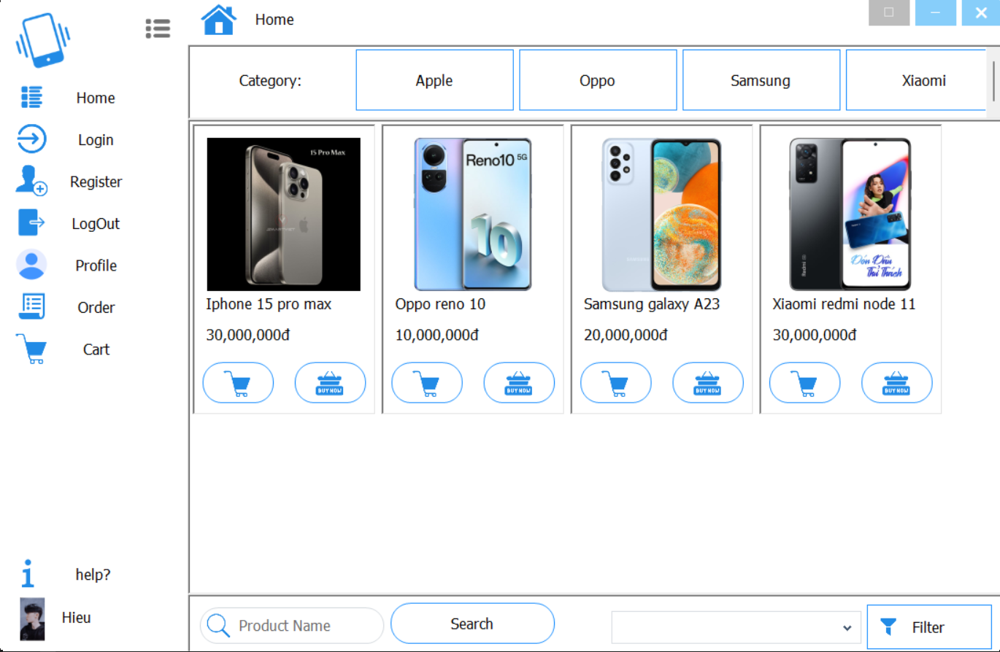 Home
Home
Login
Register
LogOut
Profile
Order
Cart
help?
Hieu
Category:
Apple
Oppo
Samsung
Xiaomi
15 Pro Max
Iphone 15 pro max
30,000,000đ
BUY NOW
Reno10 5G
10
Oppo reno 10
10,000,000đ
BUY NOW
SAMSUNG
Samsung galaxy A23
20,000,000đ
BUY NOW
Redmi
Đón Đầu
Thử Thách
Xiaomi redmi node 11
30,000,000đ
BUY NOW
Product Name
Search
Filter